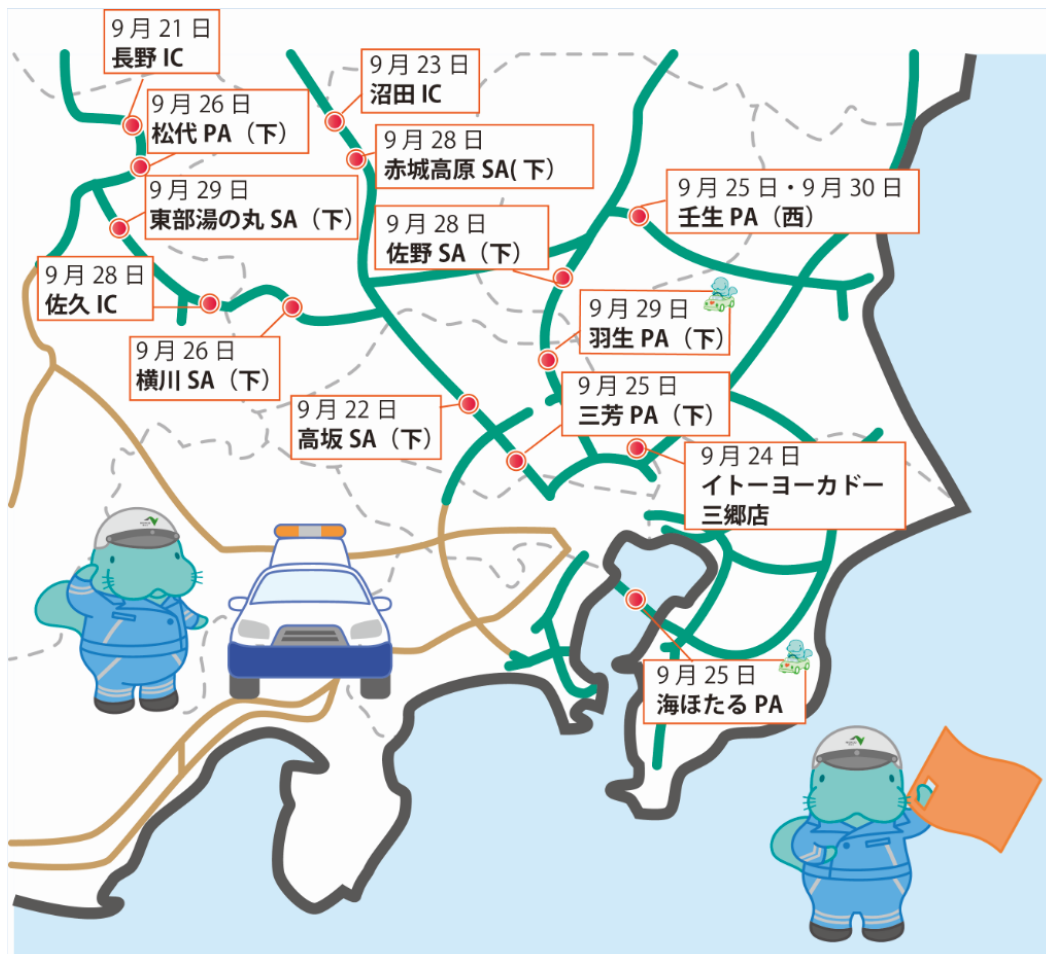 9月21日
長野 IC
9月23日
沼田 IC
9月26日
松代 PA（下）
9月28日
赤城高原 SA(下）
9月29日
東部湯の丸 SA（下）
9月25日・9月30日
壬生 PA（西）
9月28日
佐野 SA（下）
9月28日
佐久 IC
9月29日
羽生 PA（下）
9月26日
横川 SA（下）
9月25日
三芳 PA（下）
9月22日
高坂 SA（下）
9月24日
イトーヨーカドー
三郷店
9月25日
海ほたる PA